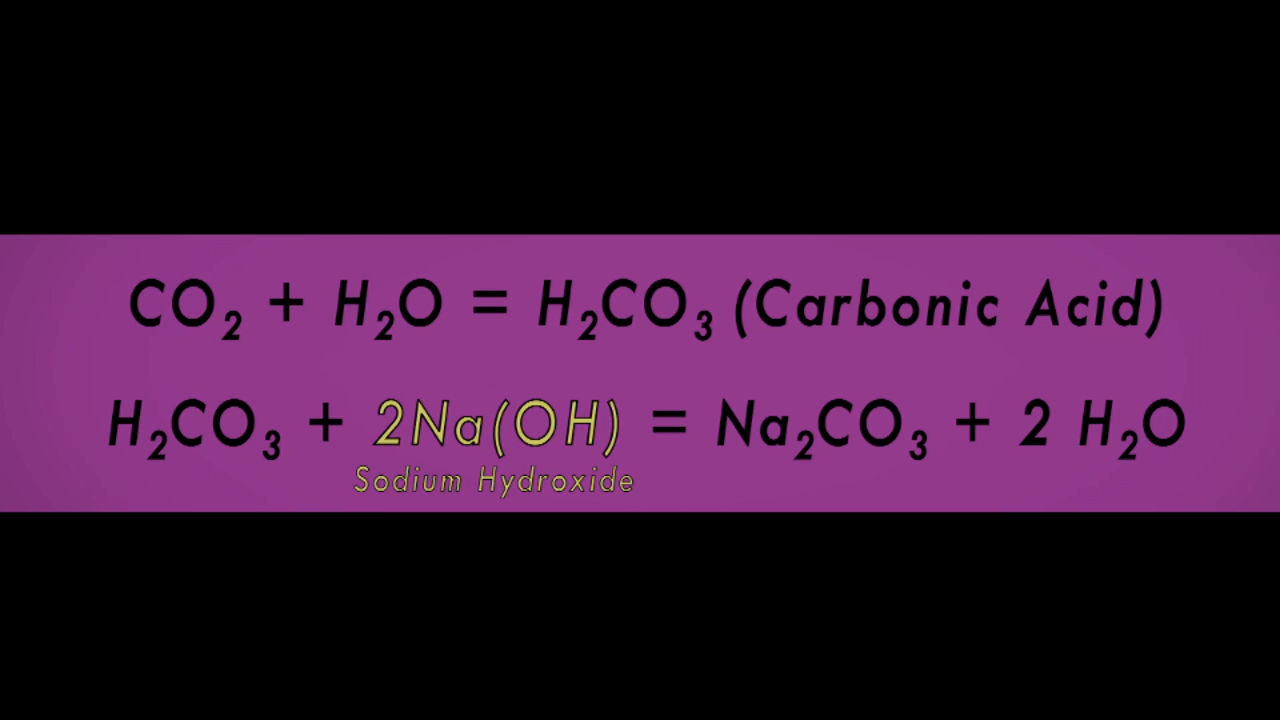 CO₂ + H₂O = H₂CO₃ (Carbonic Acid)
H₂CO₃ + 2Na(OH) = Na₂CO₃ + 2 H₂O
Sodium Hydroxide